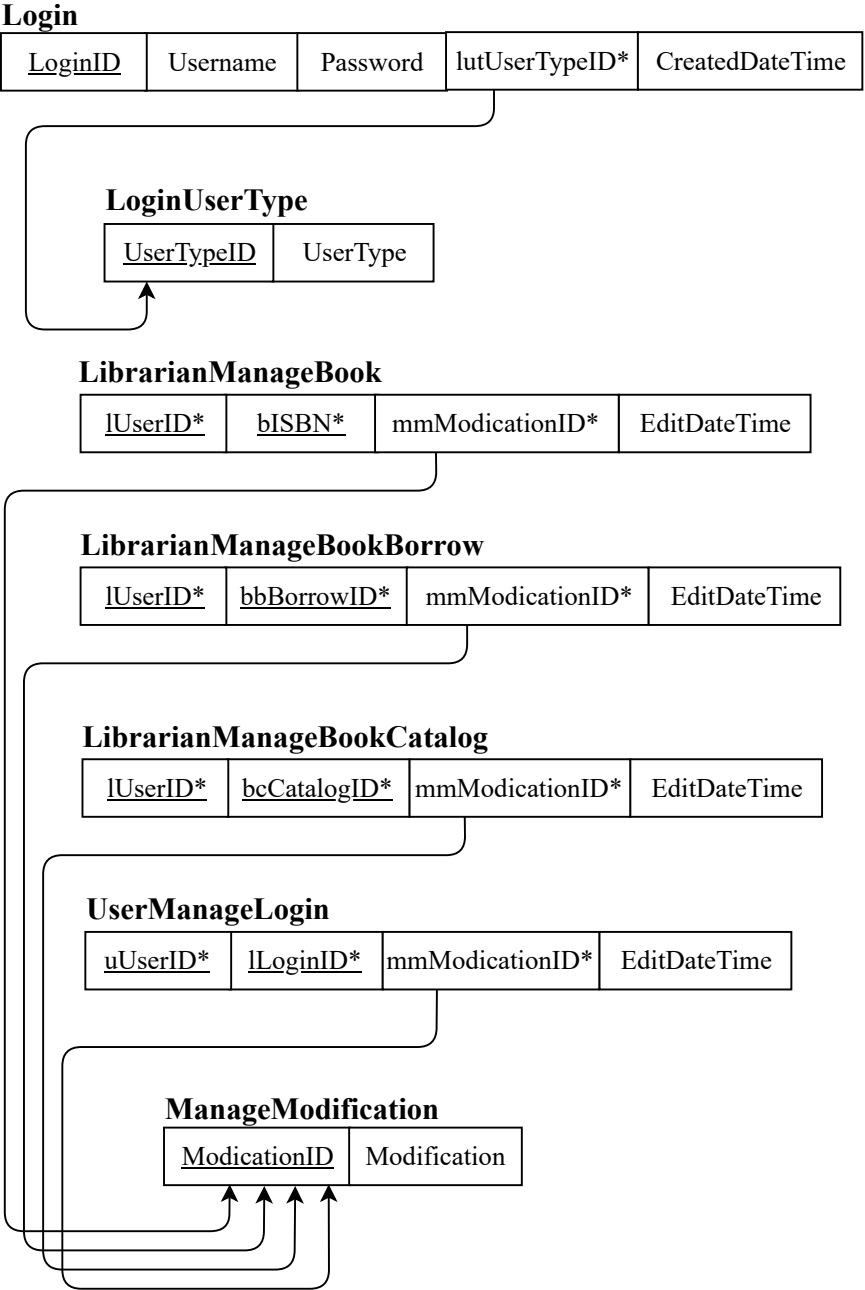 Login
LoginID Username Password lutUserTypeID* CreatedDateTime
LoginUserType
UserTypeID UserType
LibrarianManageBook
lUserID* bISBN* mmModicationID* EditDateTime
LibrarianManageBookBorrow
lUserID* bbBorrowID* mmModicationID* EditDateTime
LibrarianManageBookCatalog
lUserID* bcCatalogID* mmModicationID* EditDateTime
UserManageLogin
uUserID* lLoginID* mmModicationID* EditDateTime
ManageModification
ModicationID Modification